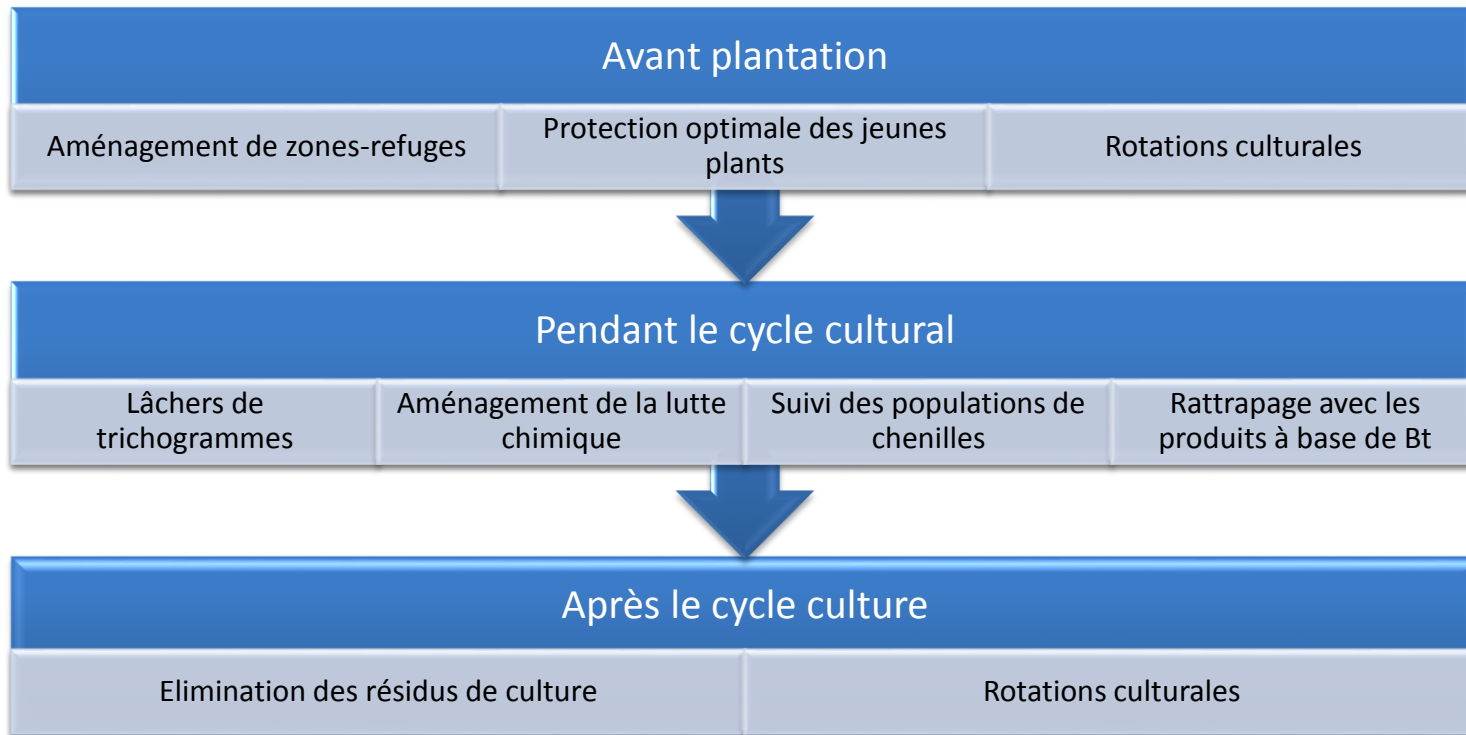 Avant plantation
Aménagement de zones-refuges
Protection optimale des jeunes
plants
Rotations culturales
Pendant le cycle cultural
Lâchers de
trichogrammes
Aménagement de la lutte
chimique
Suivi des populations de
chenilles
Rattrapage avec les
produits à base de Bt
Après le cycle culture
Elimination des résidus de culture
Rotations culturales